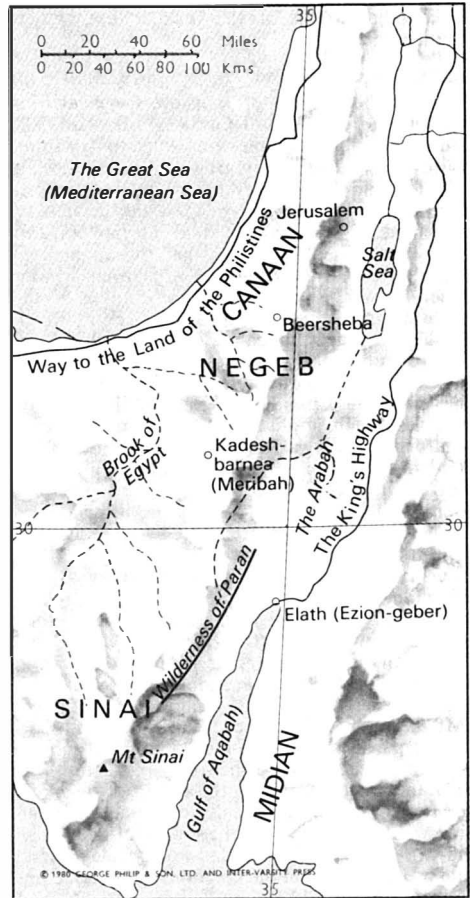 35
0 20 40 60 Miles
0 20 40 60 80 100 Kms
The Great Sea
(Mediterranean Sea)
Jerusalem
Salt
Sea
CANAAN
Way to the Land of the Philistines
Beersheba
NEGEB
Brook of
Egypt
Kadesh-
barnea
(Meribah)
The Arabah
The King's Highway
30
30
Wilderness of Paran
Elath (Ezion-geber)
SINAI
Mt Sinai
(Gulf of Aqabah)
MIDIAN
© 1980 GEORGE PHILIP & SON, LTD. AND INTER-VARSITY PRESS
35